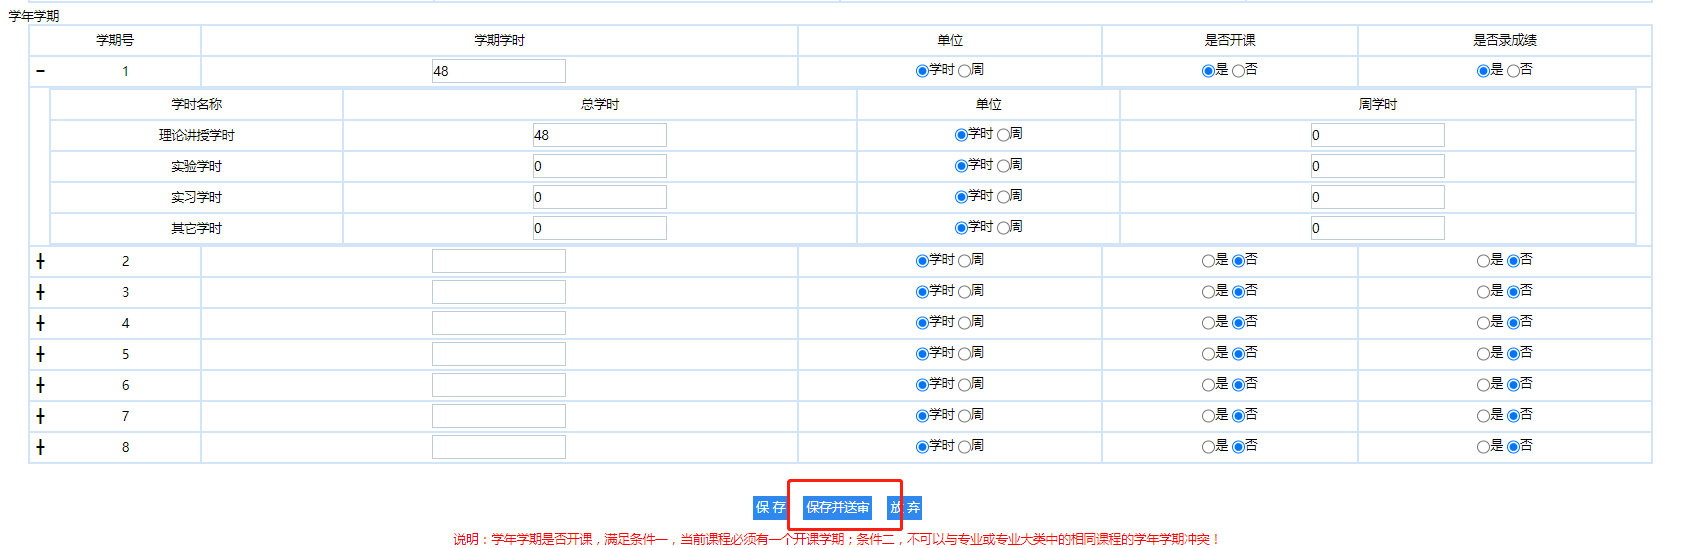 学年学期
学期号 学期学时 单位 是否开课 是否录成绩
1 48 学时 周 是 否 是 否
学时名称 总学时 单位 周学时
理论讲授学时 48 学时 周 0
实验学时 0 学时 周 0
实习学时 0 学时 周 0
其它学时 0 学时 周 0
2 学时 周 是 否 是 否
3 学时 周 是 否 是 否
4 学时 周 是 否 是 否
5 学时 周 是 否 是 否
6 学时 周 是 否 是 否
7 学时 周 是 否 是 否
8 学时 周 是 否 是 否
保 存 保存并送审 放 弃
说明：学年学期是否开课，满足条件一，当前课程必须有一个开课学期；条件二，不可以与专业或专业大类中的相同课程的学年学期冲突！